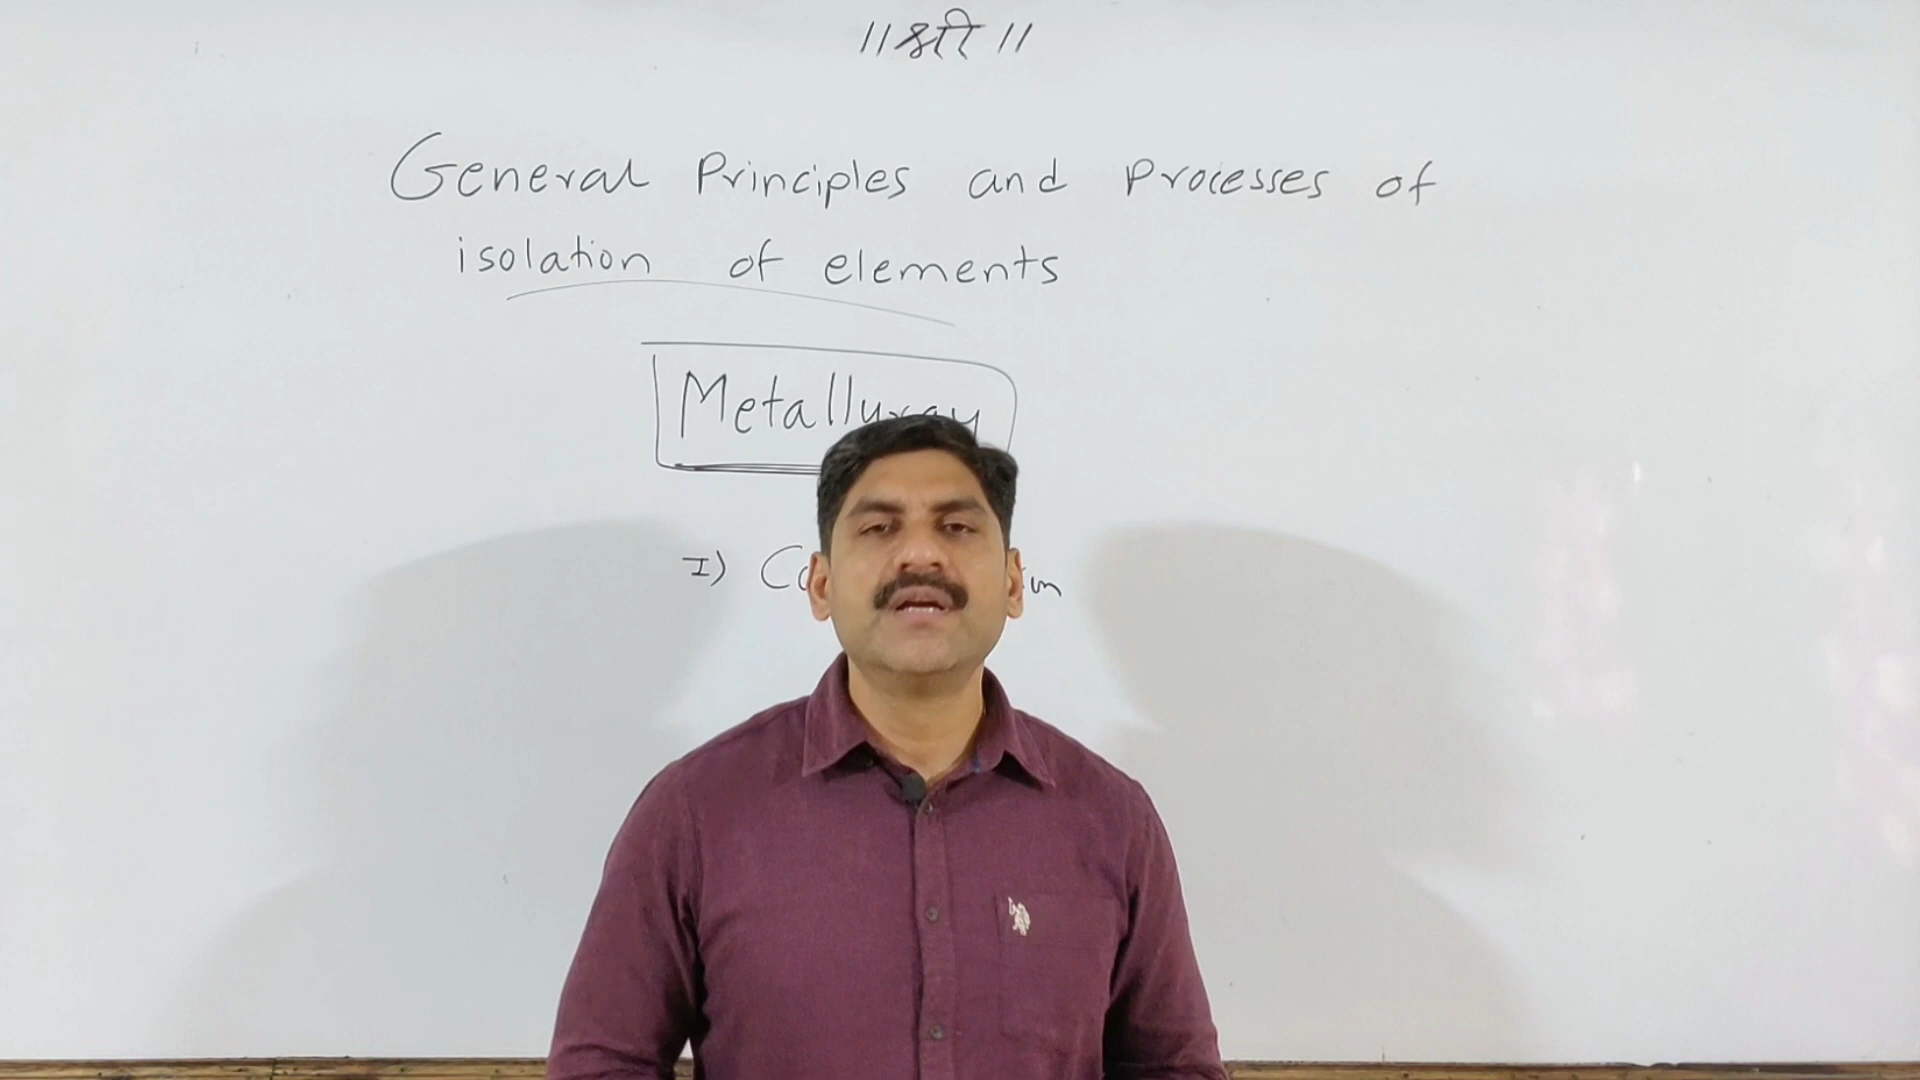 ॥ श्री ॥
General Principles and Processes of
isolation of elements
Metallurgy
I)